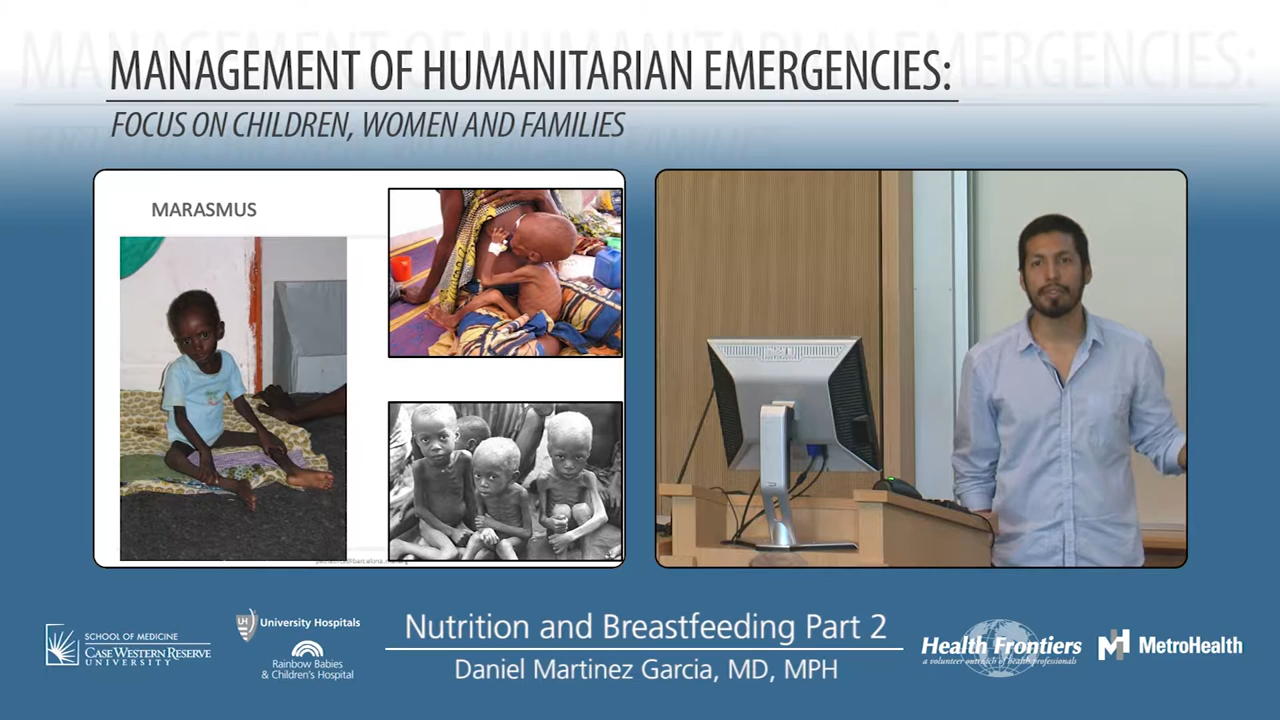 MANAGEMENT OF HUMANITARIAN EMERGENCIES:
FOCUS ON CHILDREN, WOMEN AND FAMILIES
MARASMUS
SCHOOL OF MEDICINE
CASE WESTERN RESERVE
UNIVERSITY
UH
University Hospitals
Rainbow Babies
& Children's Hospital
Nutrition and Breastfeeding Part 2
Daniel Martinez Garcia, MD, MPH
Health Frontiers
a volunteer outreach of health professionals
MetroHealth